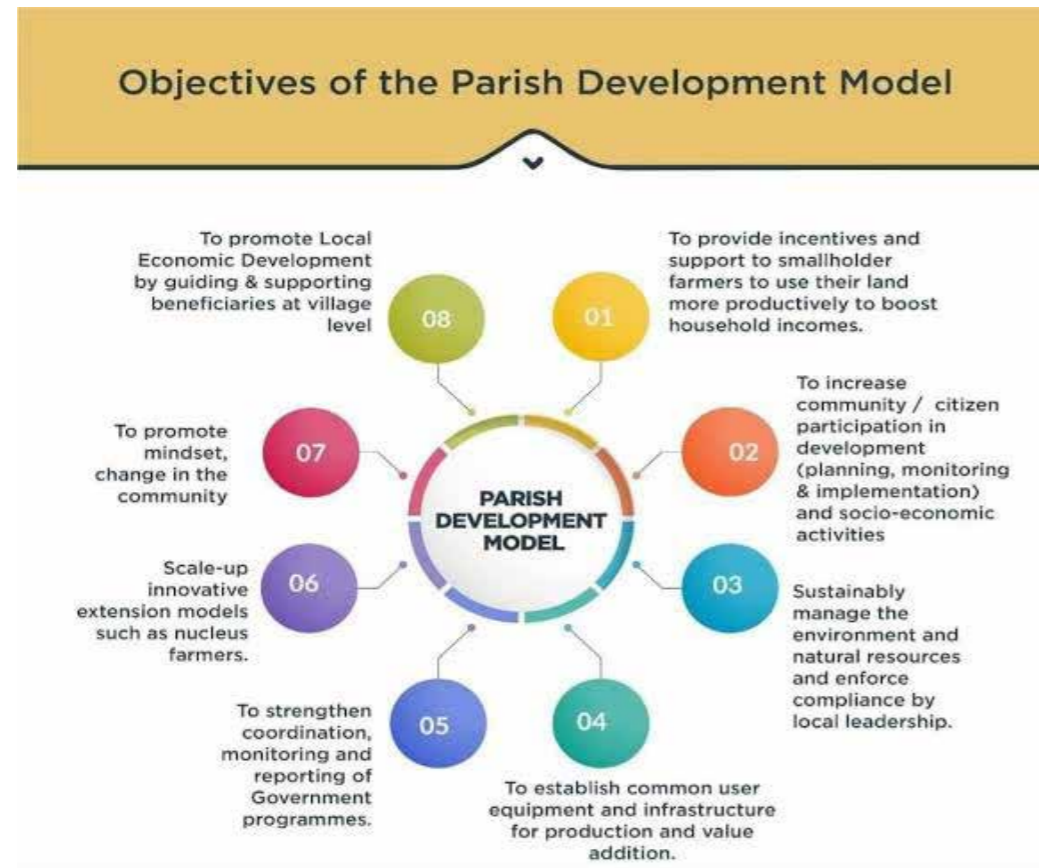 Objectives of the Parish Development Model
01
To provide incentives and
support to smallholder
farmers to use their land
more productively to boost
household incomes.
02
To increase
community / citizen
participation in
development
(planning, monitoring
& implementation)
and socio-economic
activities
03
Sustainably
manage the
environment and
natural resources
and enforce
compliance by
local leadership.
04
To establish common user
equipment and infrastructure
for production and value
addition.
05
To strengthen
coordination,
monitoring and
reporting of
Government
programmes.
06
Scale-up
innovative
extension models
such as nucleus
farmers.
07
To promote
mindset,
change in the
community
08
To promote Local
Economic Development
by guiding & supporting
beneficiaries at village
level
PARISH
DEVELOPMENT
MODEL